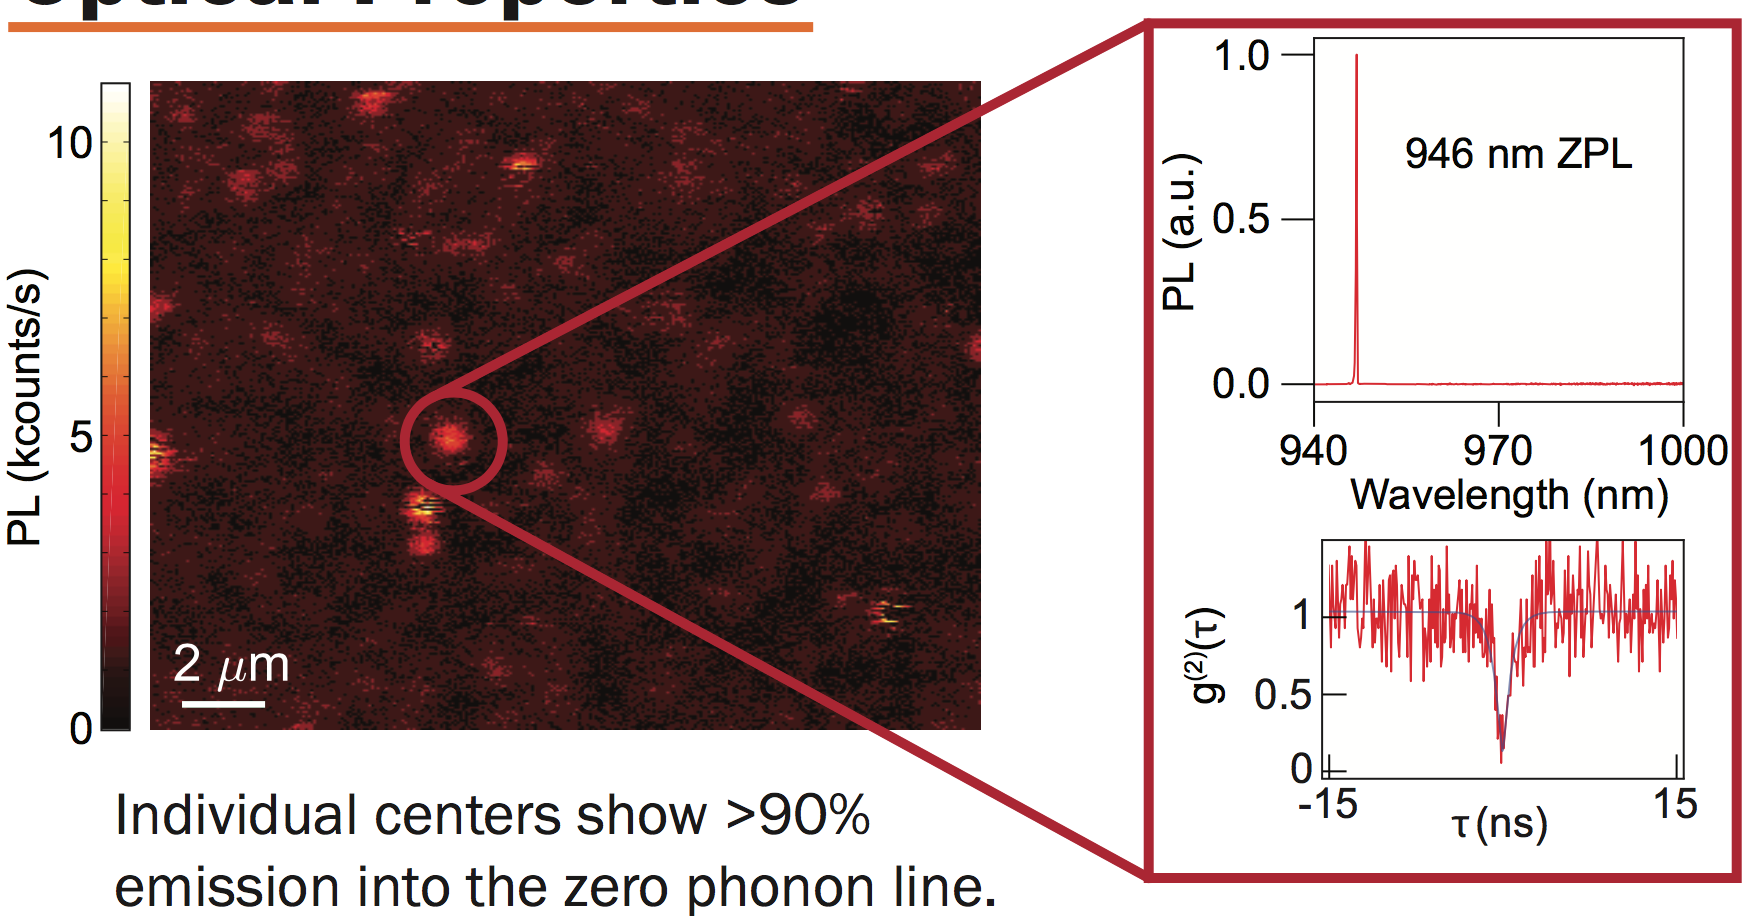 Optical Properties
10
5
0
PL (kcounts/s)
2 μm
1.0
0.5
0.0
PL (a.u.)
946 nm ZPL
940 970 1000
Wavelength (nm)
1
0.5
0
g(2)(τ)
-15 15
τ (ns)
Individual centers show >90%
emission into the zero phonon line.